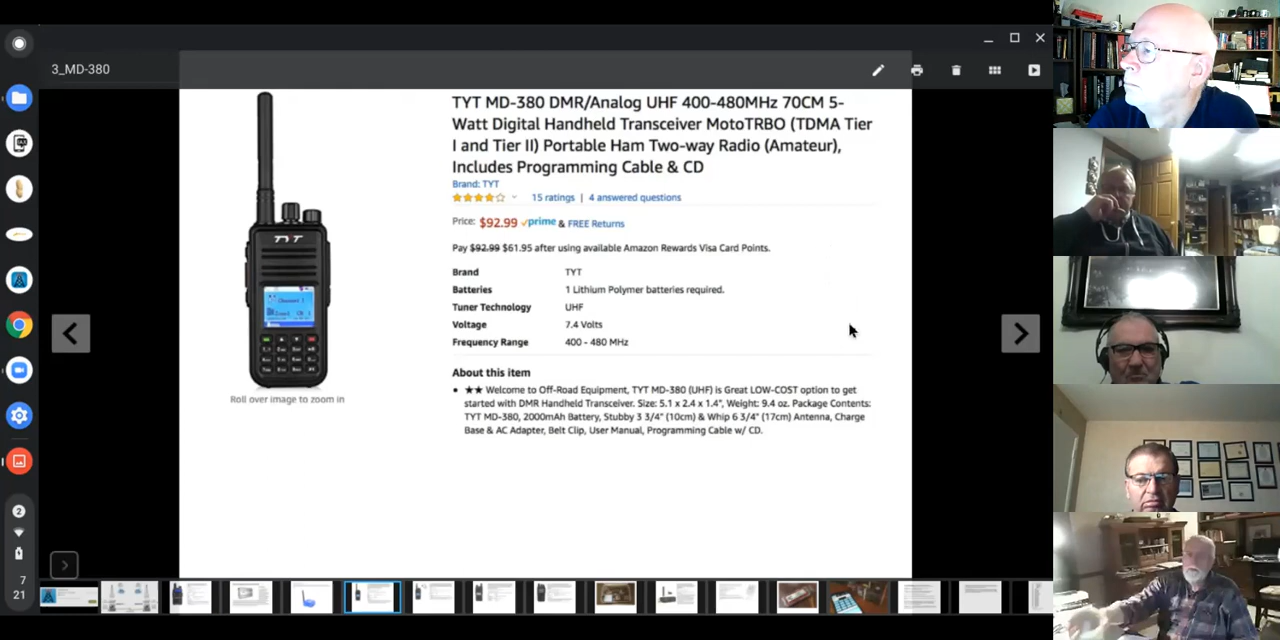 3_MD-380
TYT MD-380 DMR/Analog UHF 400-480MHz 70CM 5-
Watt Digital Handheld Transceiver MotoTRBO (TDMA Tier
I and Tier II) Portable Ham Two-way Radio (Amateur),
Includes Programming Cable & CD
Brand: TYT
15 ratings | 4 answered questions
Price: $92.99 prime & FREE Returns
Pay $92.99 $61.95 after using available Amazon Rewards Visa Card Points.
Brand TYT
Batteries 1 Lithium Polymer batteries required.
Tuner Technology UHF
Voltage 7.4 Volts
Frequency Range 400 - 480 MHz
About this item
★★ Welcome to Off-Road Equipment, TYT MD-380 (UHF) is Great LOW-COST option to get
started with DMR Handheld Transceiver. Size: 5.1 x 2.4 x 1.4", Weight: 9.4 oz. Package Contents:
TYT MD-380, 2000mAh Battery, Stubby 3 3/4" (10cm) & Whip 6 3/4" (17cm) Antenna, Charge
Base & AC Adapter, Belt Clip, User Manual, Programming Cable w/ CD.
TYT
Channel 1
Roll over image to zoom in
2
7
21